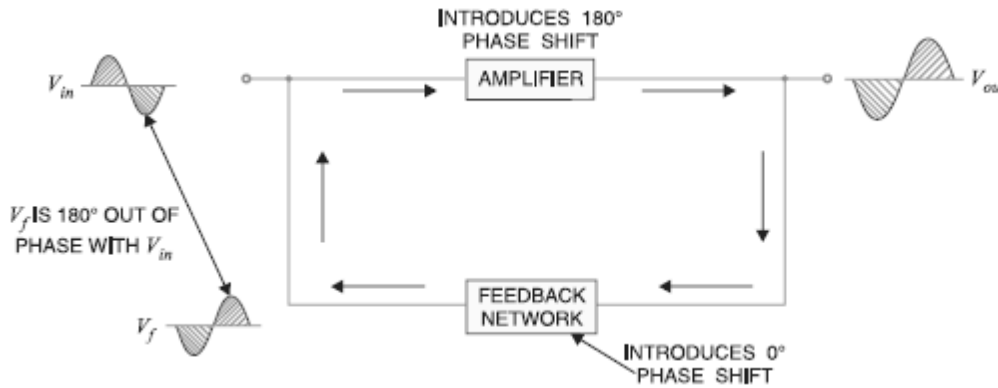 INTRODUCES 180°
PHASE SHIFT
AMPLIFIER
V_in
V_ou
V_f IS 180° OUT OF
PHASE WITH V_in
FEEDBACK
NETWORK
V_f
INTRODUCES 0°
PHASE SHIFT